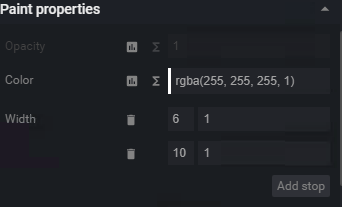 Paint properties
Opacity Σ 1
Color Σ rgba(255, 255, 255, 1)
Width 6 1
10 1
Add stop